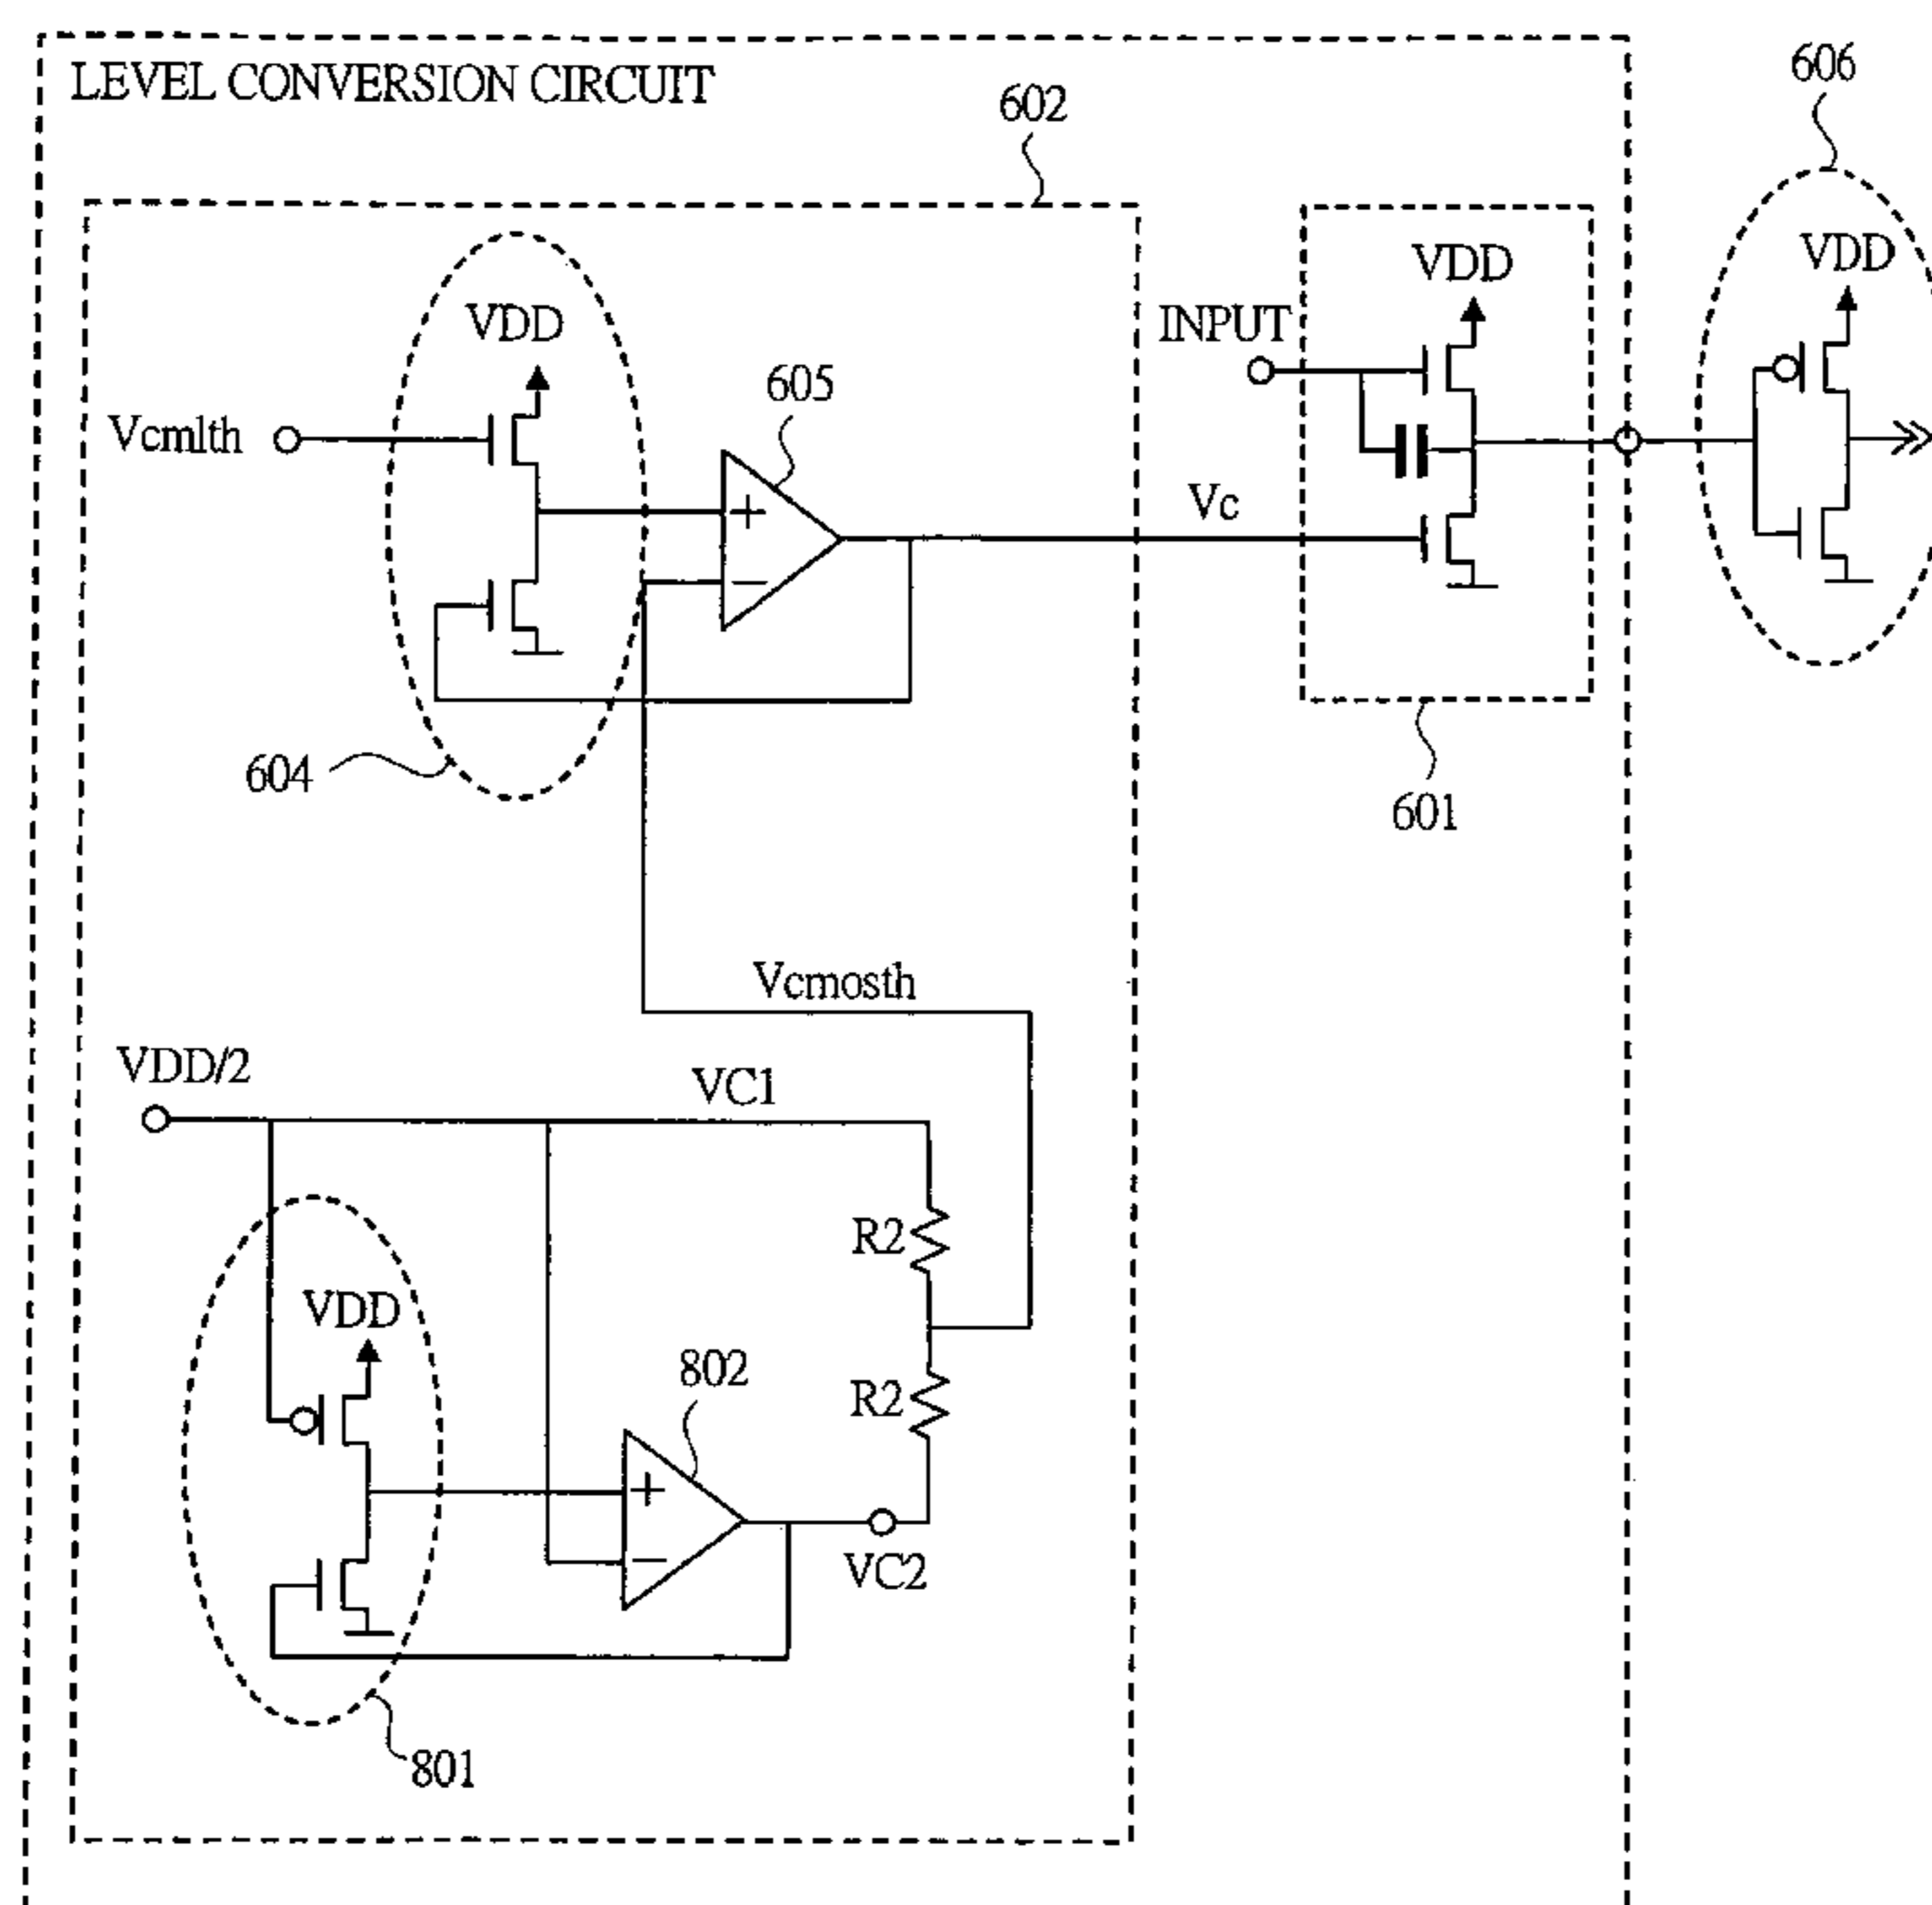 LEVEL CONVERSION CIRCUIT
602
606
VDD
VDD
VDD
INPUT
605
Vcmlth
+
−
Vc
604
601
Vcmosth
VDD/2
VC1
R2
VDD
802
R2
+
−
VC2
801